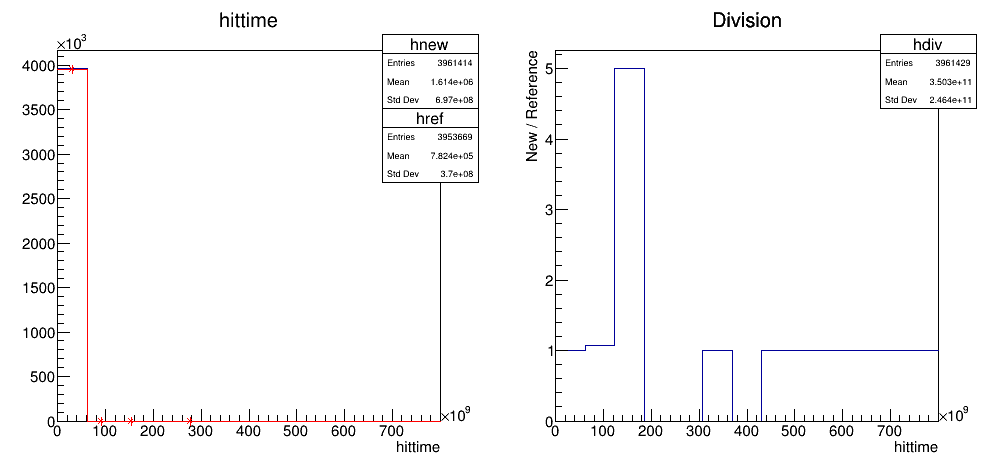 hittime
×10³
hnew
Entries 3961414
Mean 1.614e+06
Std Dev 6.97e+08
href
Entries 3953669
Mean 7.824e+05
Std Dev 3.7e+08
4000
3500
3000
2500
2000
1500
1000
500
0
0 100 200 300 400 500 600 700
×10⁹
hittime
Division
hdiv
Entries 3961429
Mean 3.503e+11
Std Dev 2.464e+11
New / Reference
5
4
3
2
1
0
0 100 200 300 400 500 600 700
×10⁹
hittime